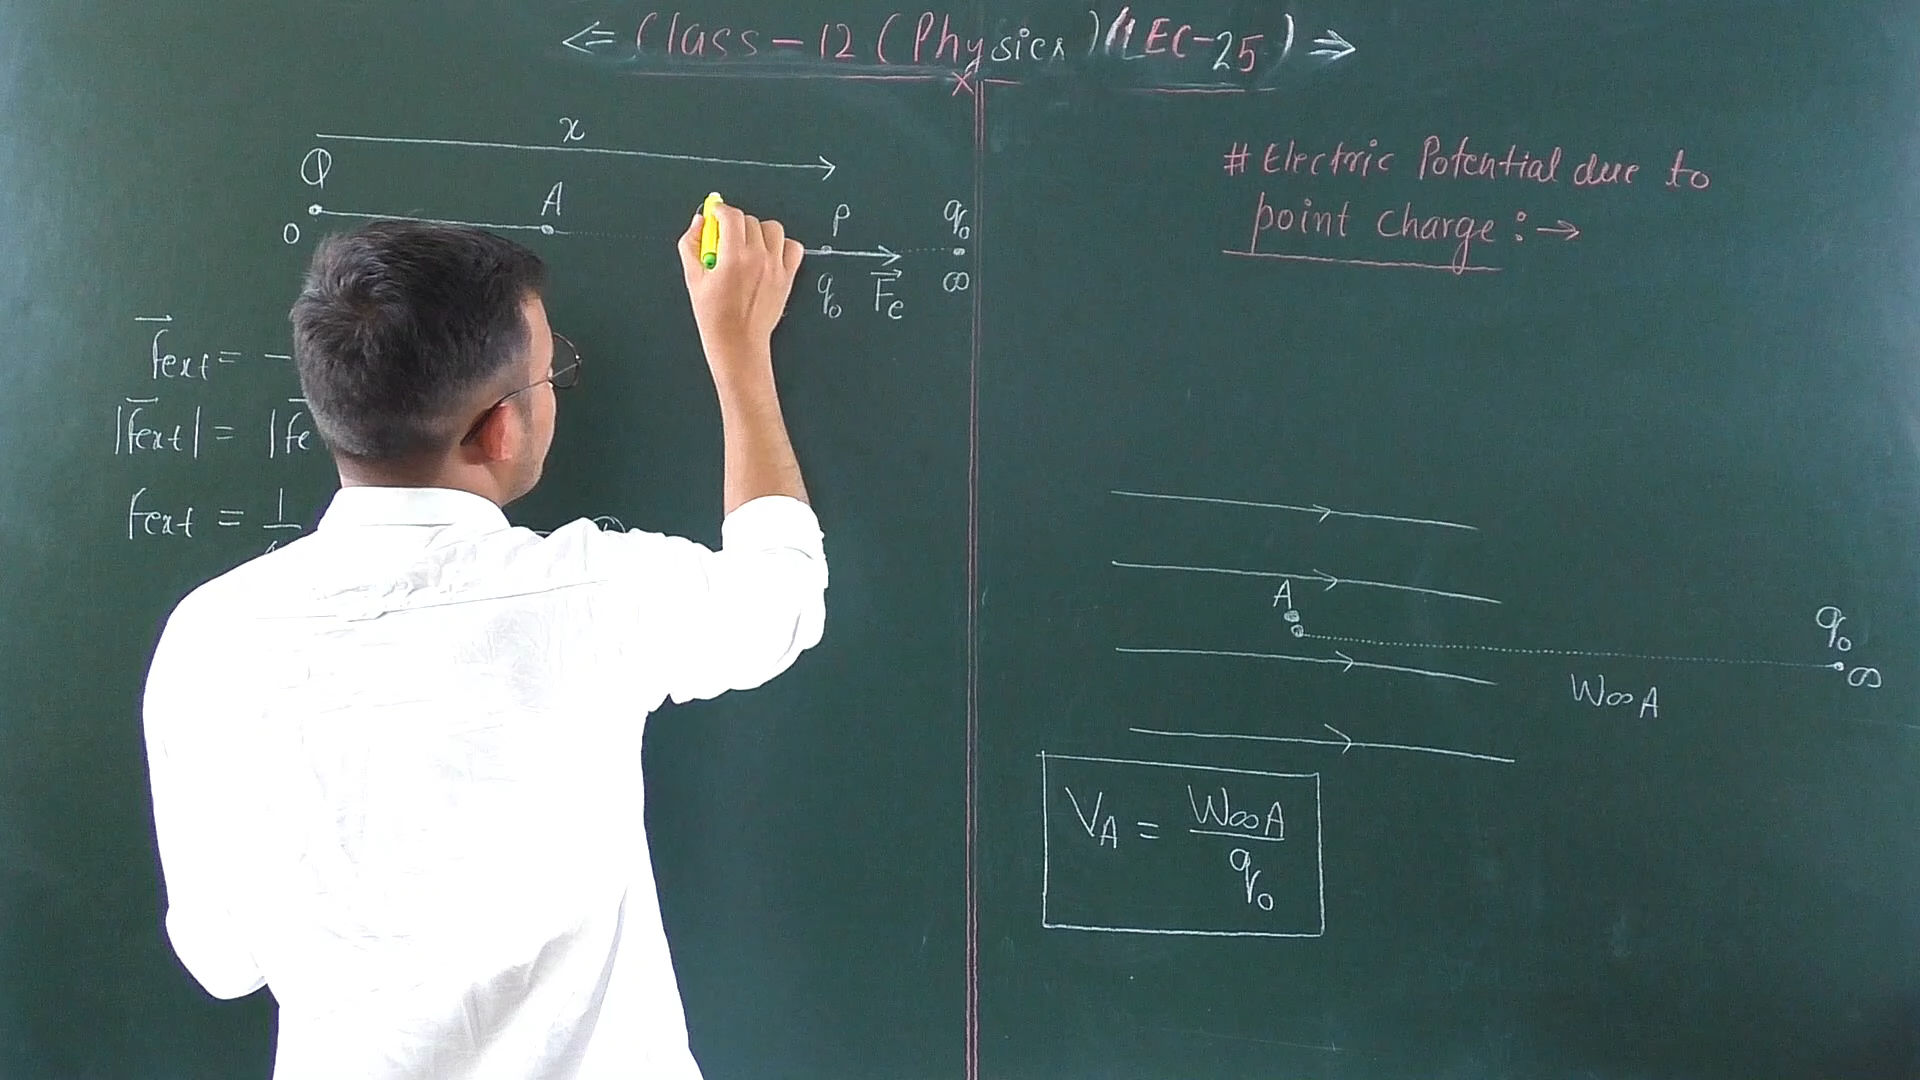 ⇐ Class-12 (Physics) (LEC-25) ⇒
x
Q
A
P
q₀
O
q₀
F⃗e
∞
F⃗ext = -
|F⃗ext| = |F⃗e
Fext = 1
# Electric Potential due to
point charge :→
A
q₀
∞
W∞A
V_A = W∞A
q₀